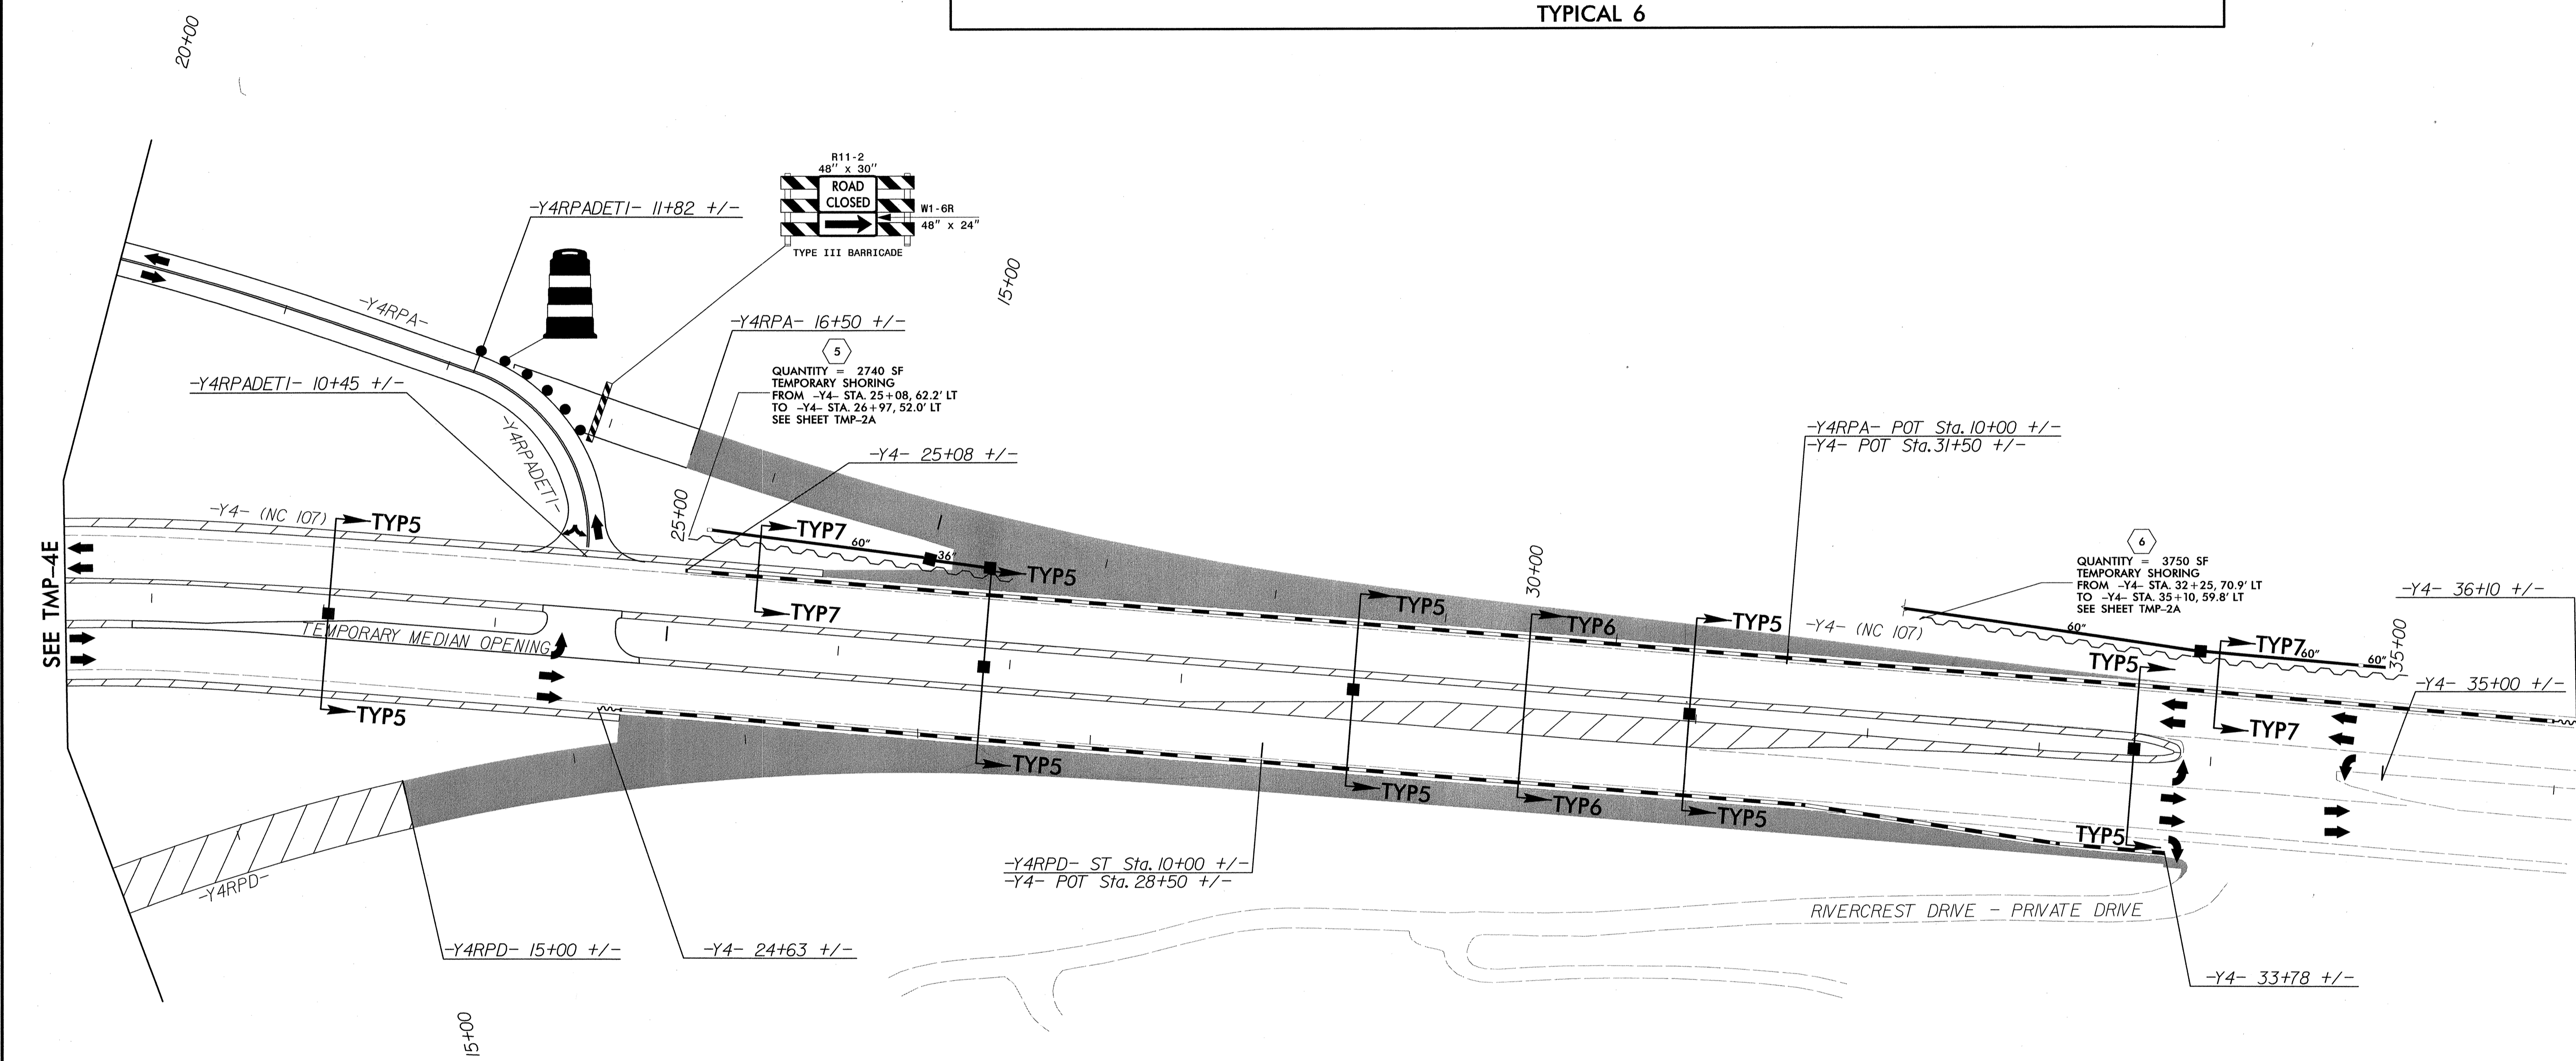 TYPICAL 6
20+00
R11-2
48" x 30"
ROAD
CLOSED
W1-6R
48" x 24"
TYPE III BARRICADE
-Y4RPADET1- 11+82 +/-
15+00
-Y4RPA-
-Y4RPA- 16+50 +/-
5
QUANTITY = 2740 SF
TEMPORARY SHORING
FROM -Y4- STA. 25+08, 62.2' LT
TO -Y4- STA. 26+97, 52.0' LT
SEE SHEET TMP-2A
-Y4RPADET1- 10+45 +/-
-Y4RPADET1-
-Y4- 25+08 +/-
-Y4RPA- POT Sta. 10+00 +/-
-Y4- POT Sta. 31+50 +/-
25+00
30+00
6
QUANTITY = 3750 SF
TEMPORARY SHORING
FROM -Y4- STA. 32+25, 70.9' LT
TO -Y4- STA. 35+10, 59.8' LT
SEE SHEET TMP-2A
-Y4- 36+10 +/-
-Y4- (NC 107)
TYP5
TYP7
60"
36"
TYP5
TYP5
TYP6
TYP5
-Y4- (NC 107)
60"
TYP7
60"
60"
35+00
TYP5
-Y4- 35+00 +/-
SEE TMP-4E
TEMPORARY MEDIAN OPENING
TYP7
TYP5
TYP7
TYP5
TYP5
TYP6
TYP5
TYP5
-Y4RPD- ST Sta. 10+00 +/-
-Y4- POT Sta. 28+50 +/-
-Y4RPD-
RIVERCREST DRIVE - PRIVATE DRIVE
-Y4RPD- 15+00 +/-
-Y4- 24+63 +/-
-Y4- 33+78 +/-
15+00